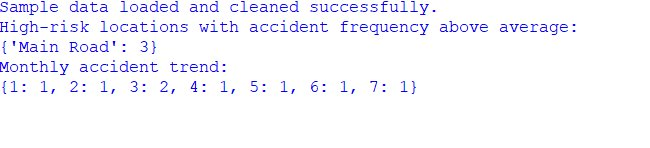 Sample data loaded and cleaned successfully.
High-risk locations with accident frequency above average:
{'Main Road': 3}
Monthly accident trend:
{1: 1, 2: 1, 3: 2, 4: 1, 5: 1, 6: 1, 7: 1}